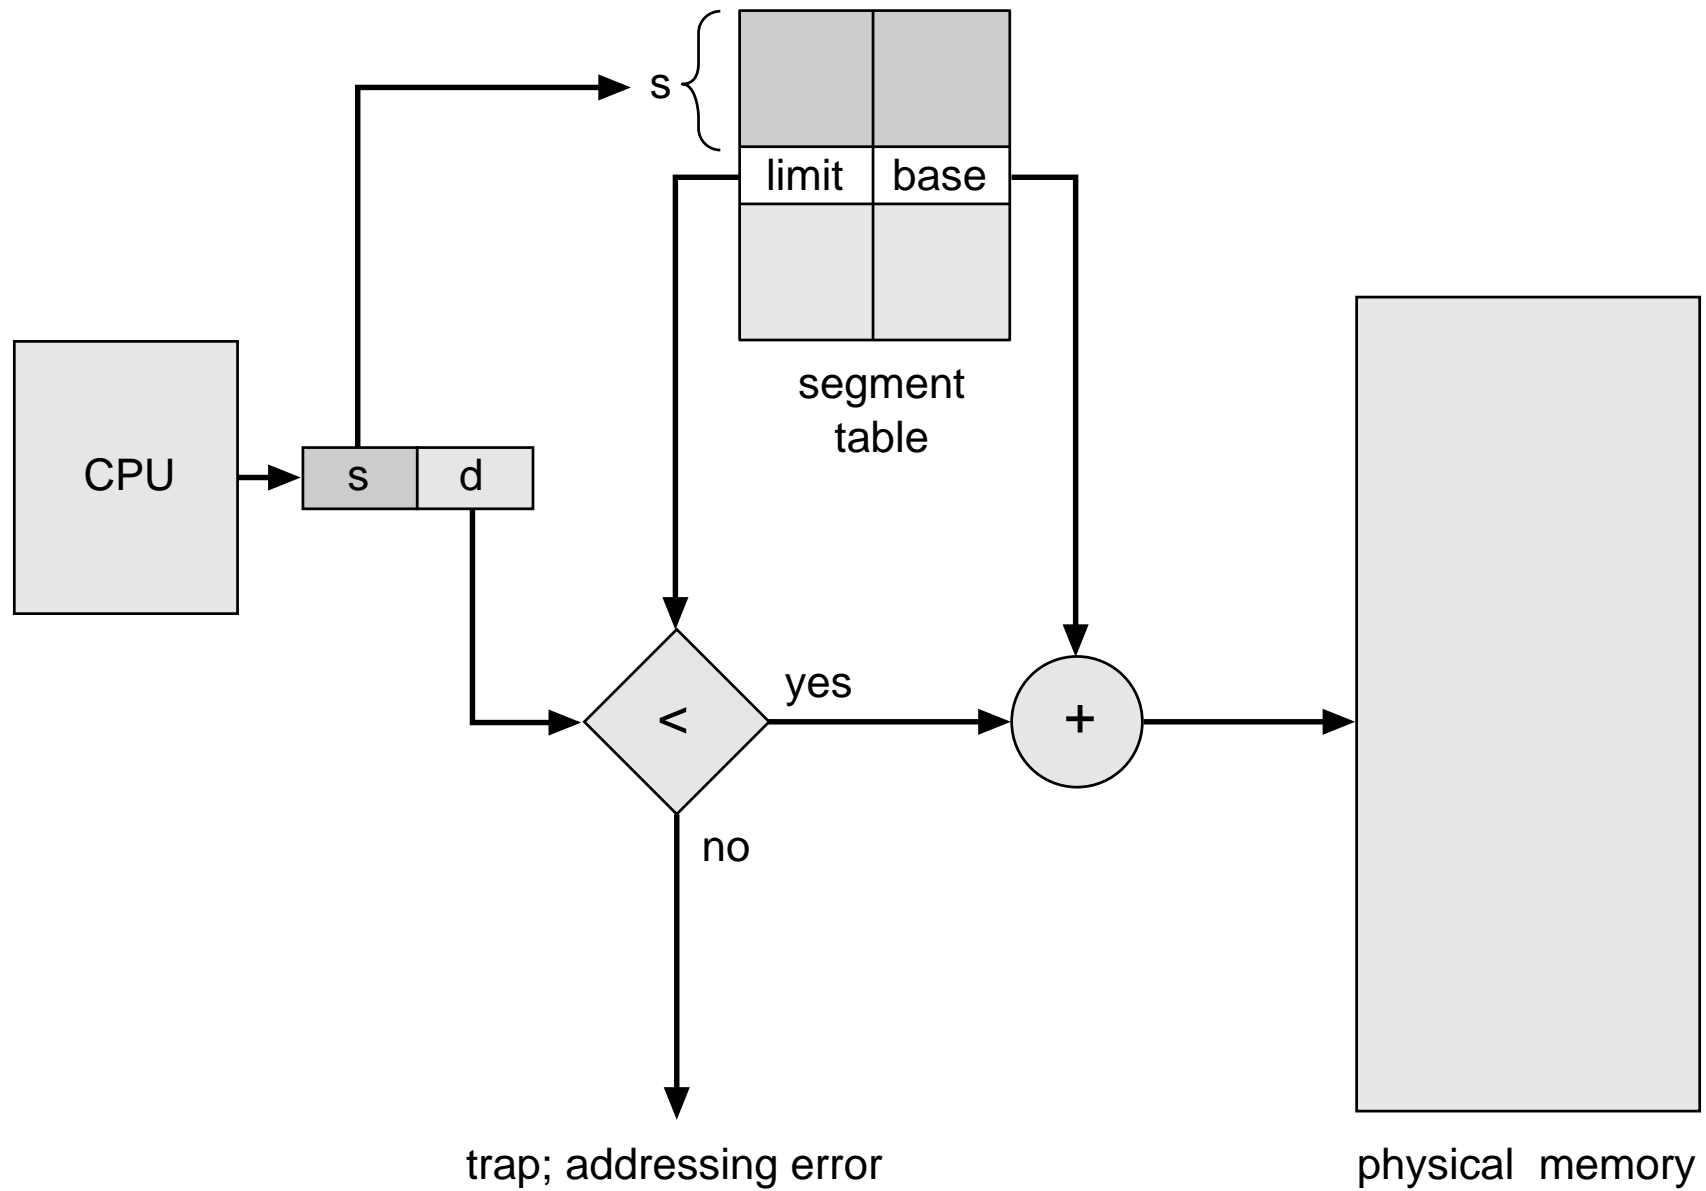 s
limit base
segment
table
CPU
s d
yes
<
+
no
trap; addressing error
physical memory